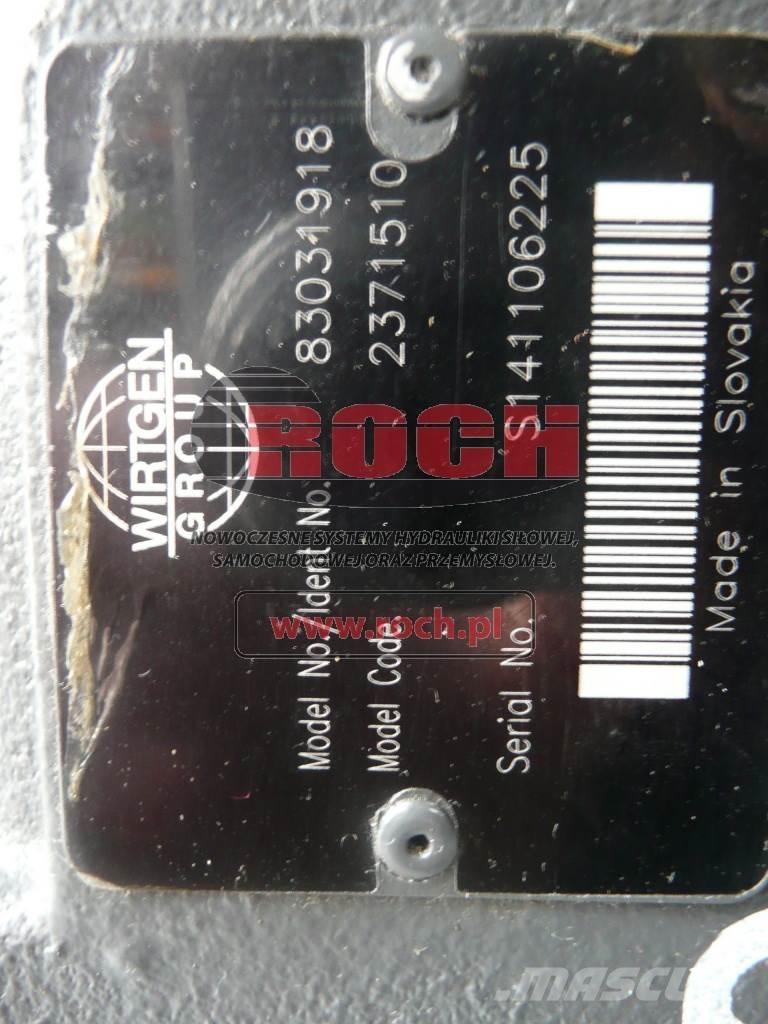 WIRTGEN
GROUP
Model No./Ident. No. 83031918
Model Code 2371510
Serial No. S141106225
Made in Slovakia
ROCH
NOWOCZESNE SYSTEMY HYDRAULIKI SIŁOWEJ,
SAMOCHODOWEJ ORAZ PRZEMYSŁOWEJ.
www.roch.pl